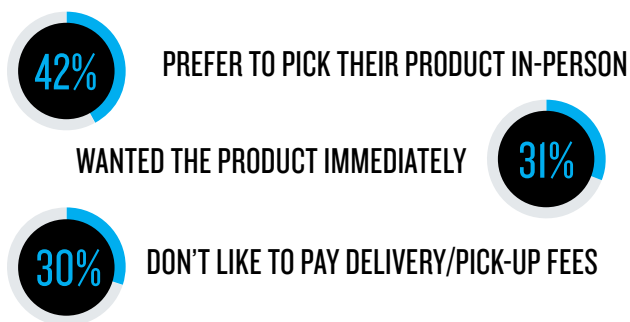 42% PREFER TO PICK THEIR PRODUCT IN-PERSON
WANTED THE PRODUCT IMMEDIATELY 31%
30% DON'T LIKE TO PAY DELIVERY/PICK-UP FEES